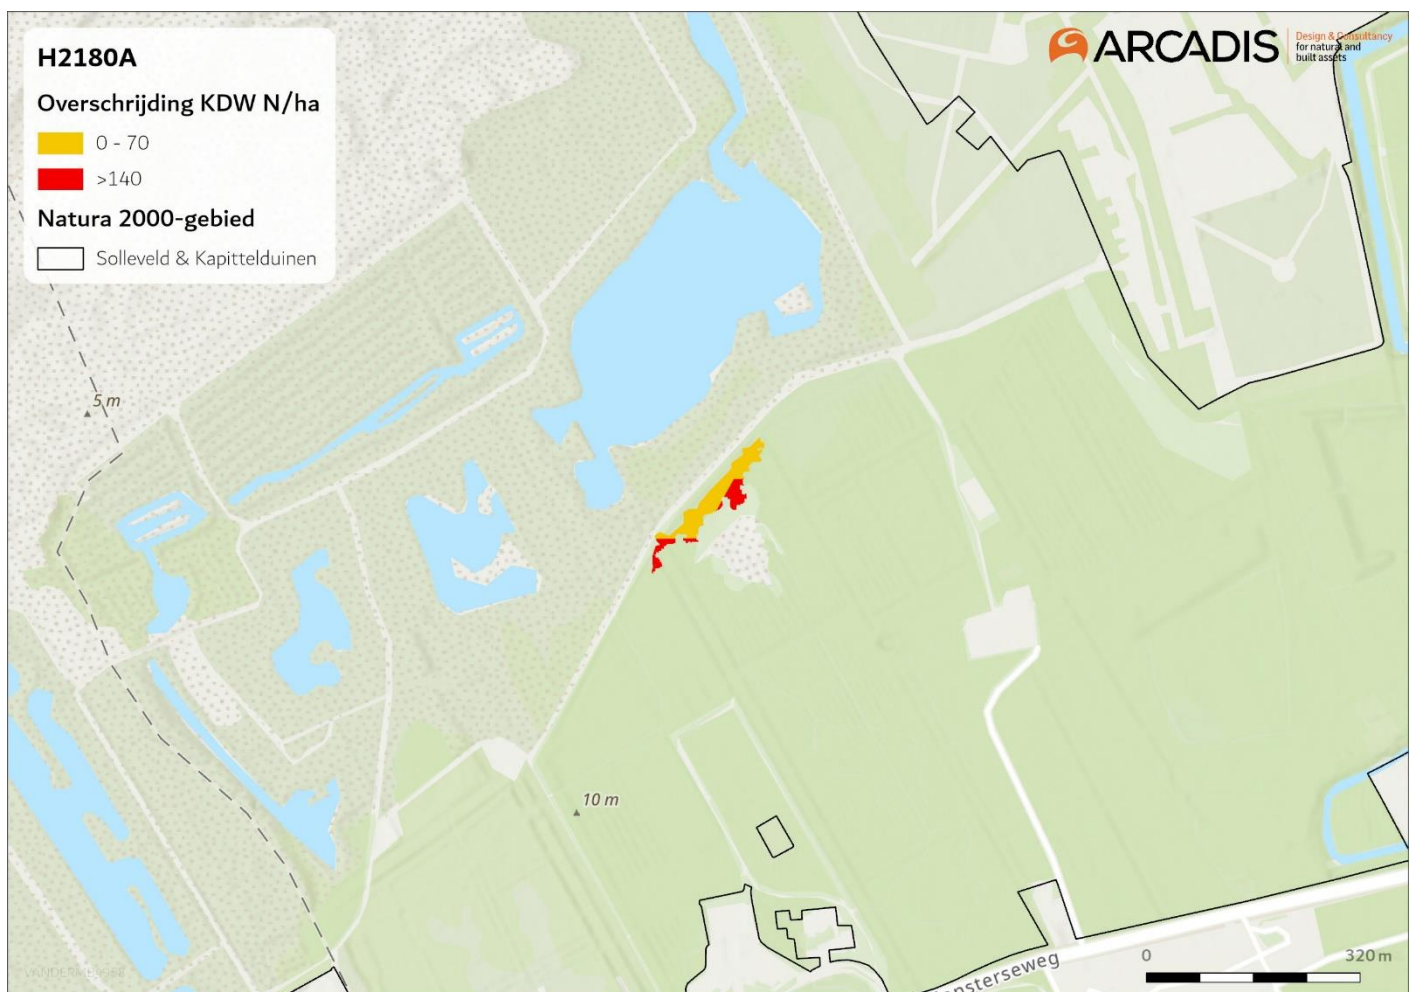 H2180A
Overschrijding KDW N/ha
0 - 70
>140
Natura 2000-gebied
Solleveld & Kapittelduinen
ARCADIS
Design & Consultancy
for natural and
built assets
5 m
10 m
nsterseweg
0
320 m